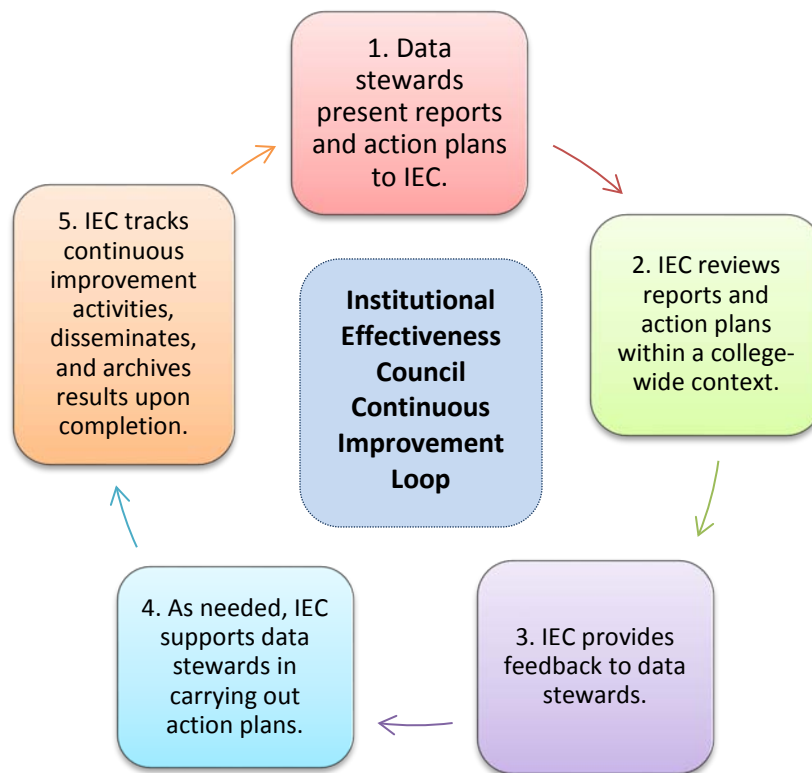 1. Data
stewards
present reports
and action plans
to IEC.
2. IEC reviews
reports and
action plans
within a college-
wide context.
3. IEC provides
feedback to data
stewards.
4. As needed, IEC
supports data
stewards in
carrying out
action plans.
5. IEC tracks
continuous
improvement
activities,
disseminates,
and archives
results upon
completion.
Institutional
Effectiveness
Council
Continuous
Improvement
Loop